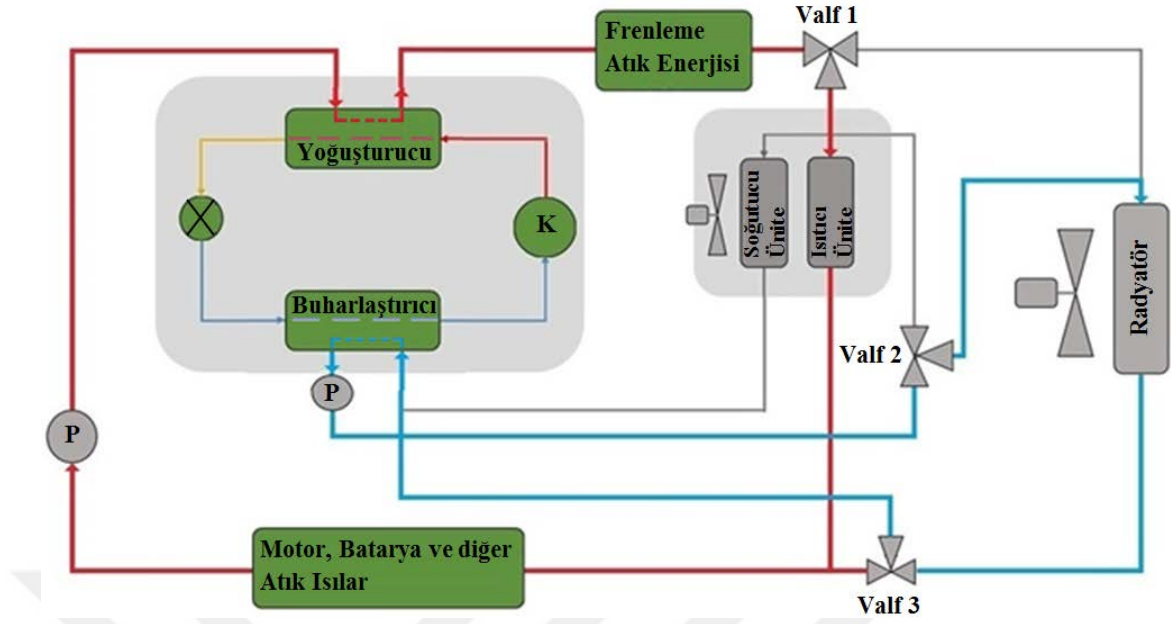 Valf 1
Frenleme
Atık Enerjisi
Yoğuşturucu
K
Soğutucu
Ünite
Isıtıcı
Ünite
Radyatör
Buharlaştırıcı
Valf 2
P
P
Motor, Batarya ve diğer
Atık Isılar
Valf 3